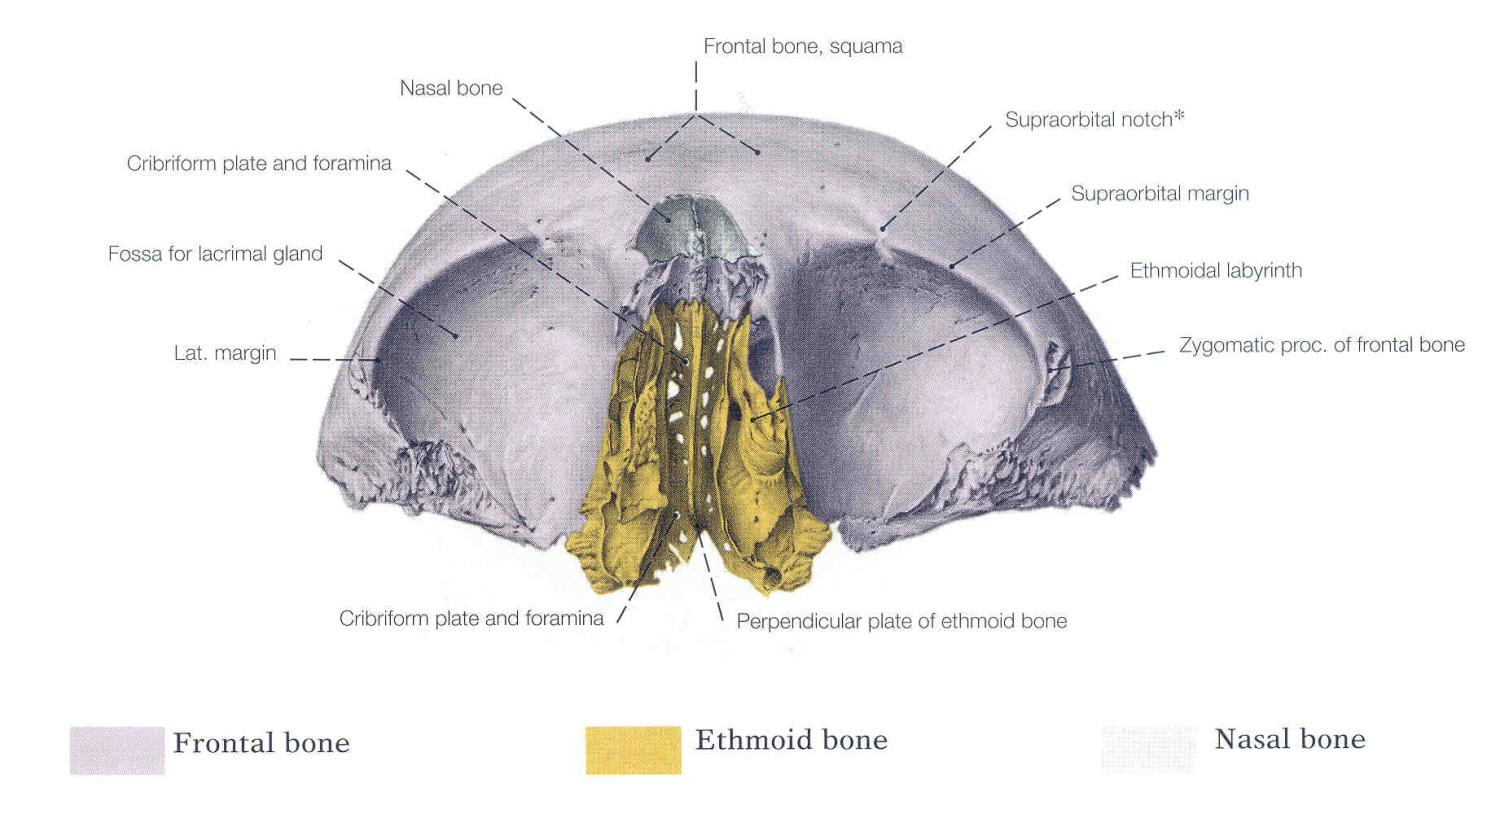 Frontal bone, squama
Nasal bone
Supraorbital notch*
Cribriform plate and foramina
Supraorbital margin
Fossa for lacrimal gland
Ethmoidal labyrinth
Lat. margin
Zygomatic proc. of frontal bone
Cribriform plate and foramina
Perpendicular plate of ethmoid bone
Frontal bone
Ethmoid bone
Nasal bone